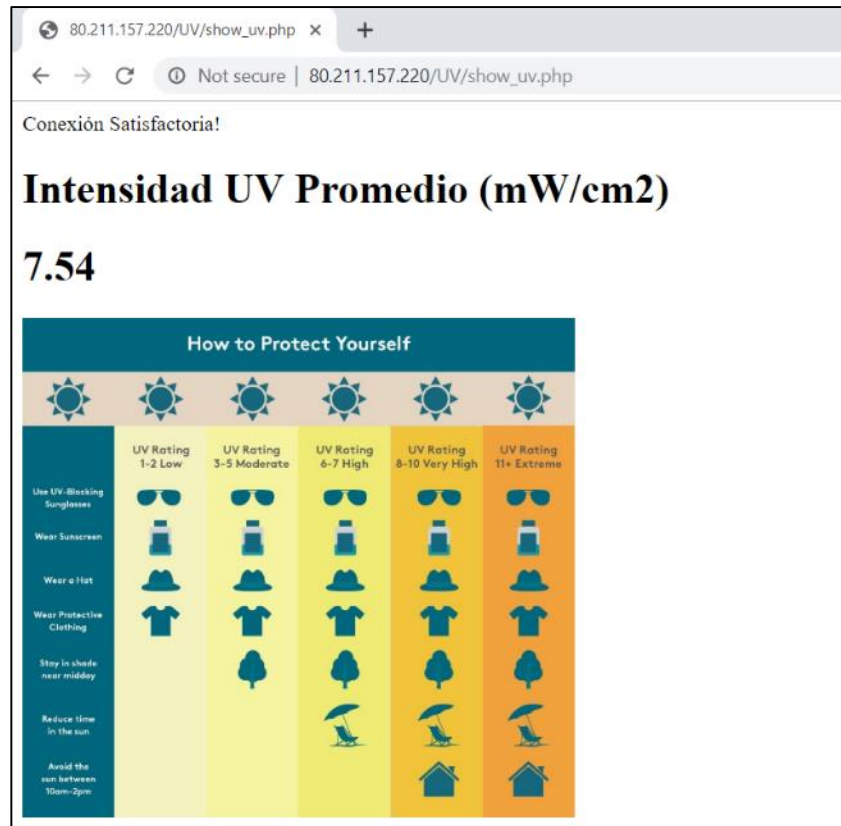 80.211.157.220/UV/show_uv.php
Not secure | 80.211.157.220/UV/show_uv.php
Conexión Satisfactoria!
Intensidad UV Promedio (mW/cm2)
7.54
How to Protect Yourself
UV Rating
1-2 Low
UV Rating
3-5 Moderate
UV Rating
6-7 High
UV Rating
8-10 Very High
UV Rating
11+ Extreme
Use UV-Blocking
Sunglasses
Wear Sunscreen
Wear a Hat
Wear Protective
Clothing
Stay in shade
near midday
Reduce time
in the sun
Avoid the
sun between
10am-2pm